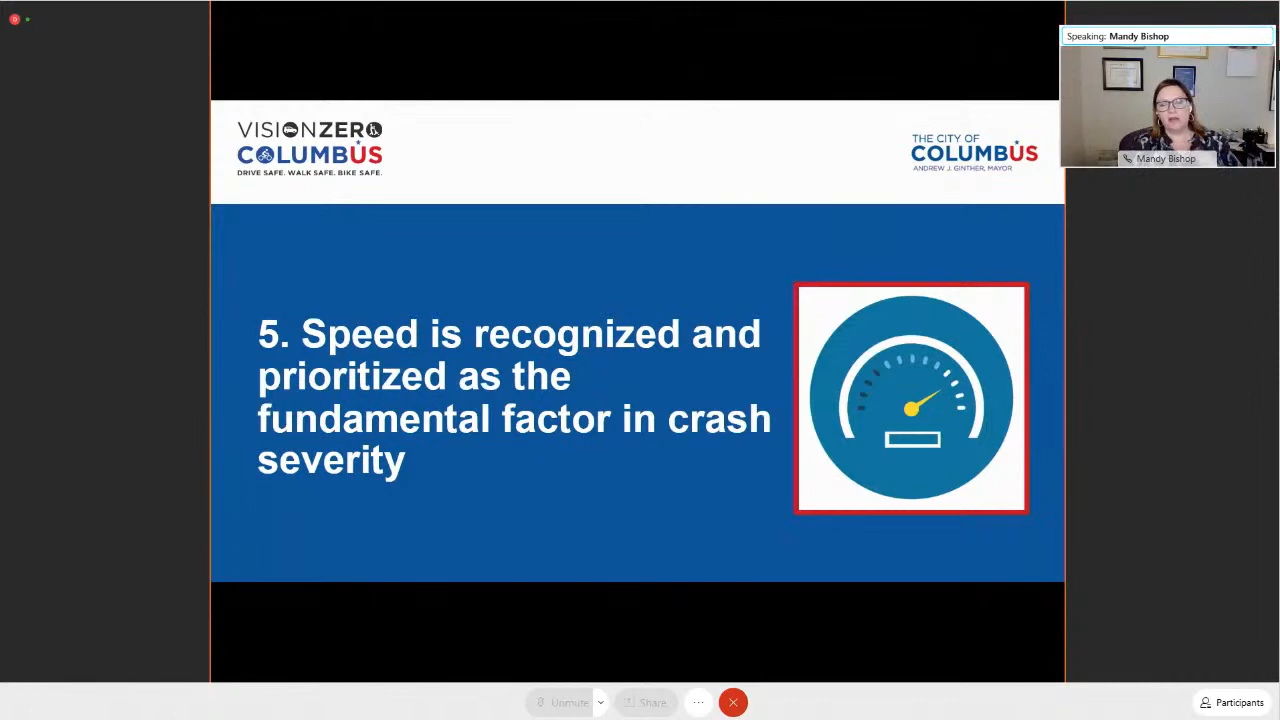 Speaking: Mandy Bishop
Mandy Bishop
VISIONZERO
COLUMBUS
DRIVE SAFE. WALK SAFE. BIKE SAFE.
THE CITY OF
COLUMBUS
ANDREW J. GINTHER, MAYOR
5. Speed is recognized and
prioritized as the
fundamental factor in crash
severity
Unmute
Share
Participants